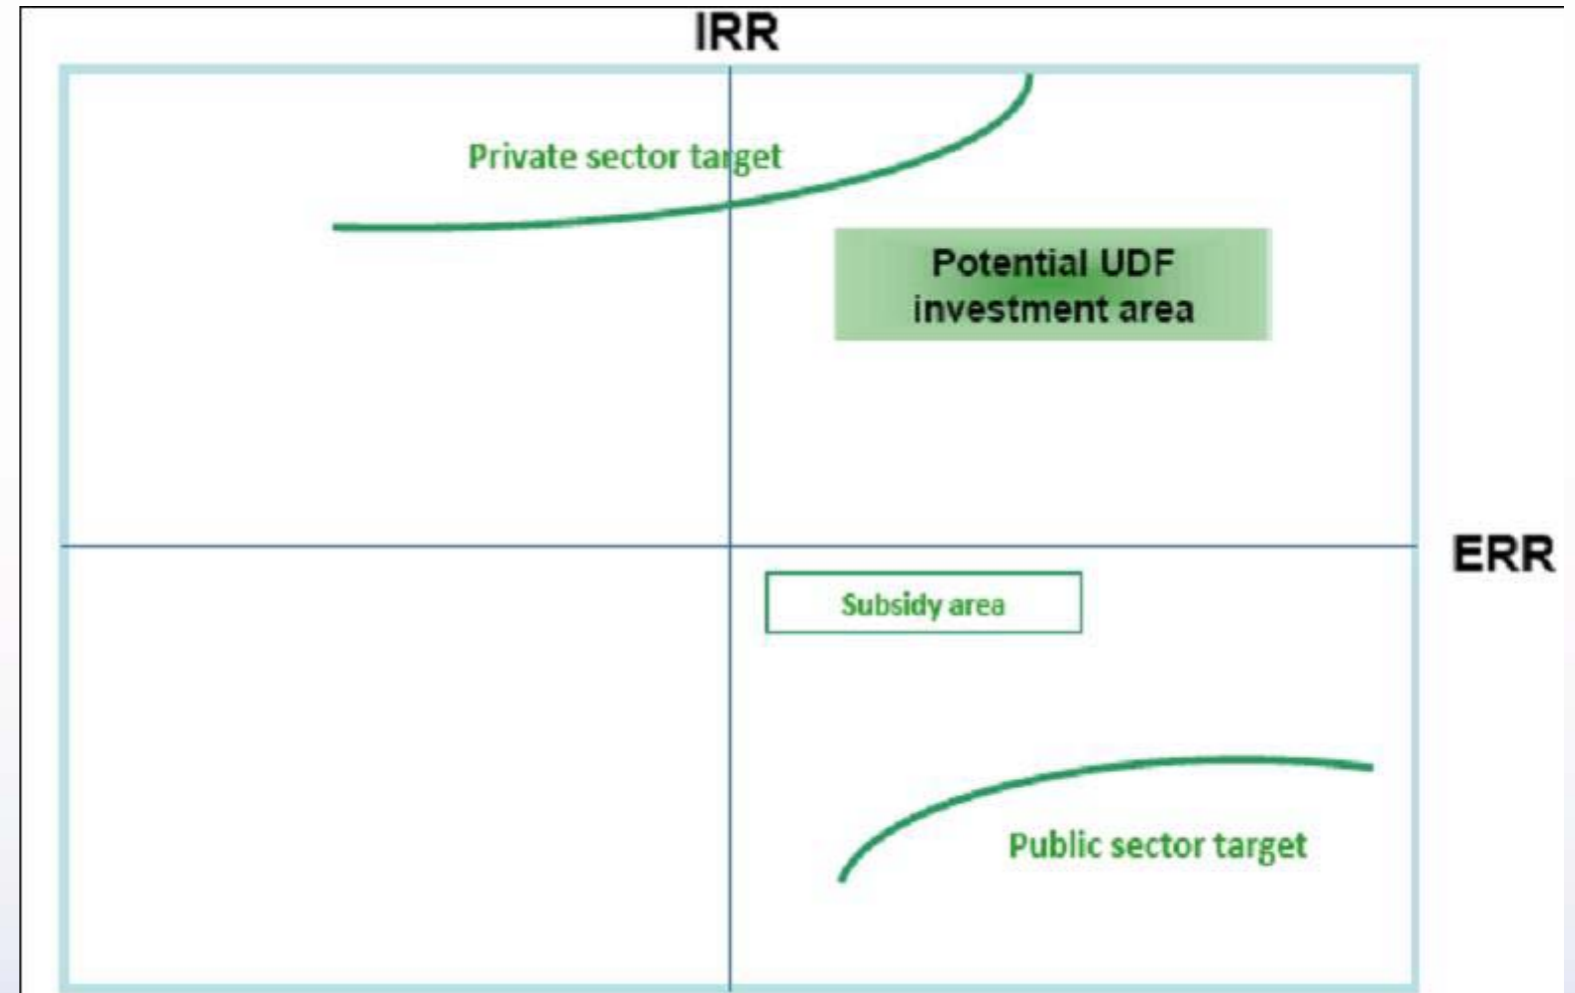 IRR
Private sector target
Potential UDF
investment area
ERR
Subsidy area
Public sector target